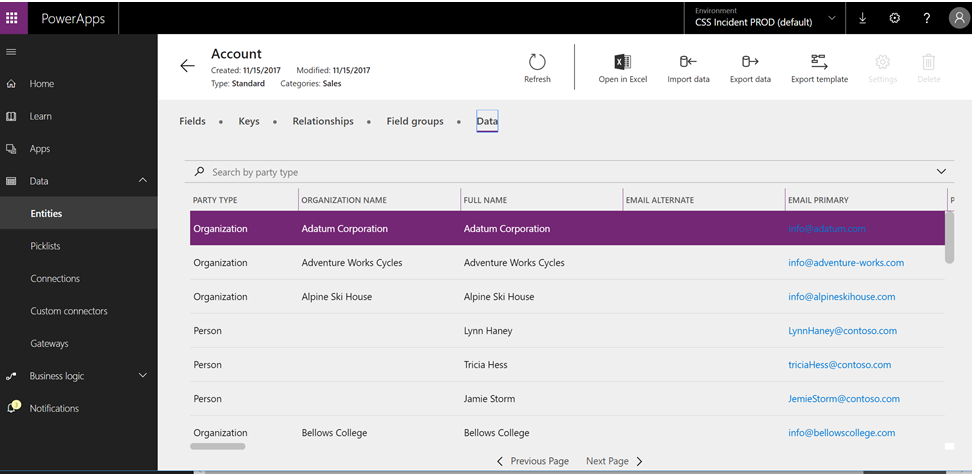 PowerApps
Environment
CSS Incident PROD (default)
?
Home
Learn
Apps
Data
Entities
Picklists
Connections
Custom connectors
Gateways
Business logic
Notifications
Account
Created: 11/15/2017 Modified: 11/15/2017
Type: Standard Categories: Sales
Refresh Open in Excel Import data Export data Export template Settings Delete
Fields • Keys • Relationships • Field groups • Data
Search by party type
PARTY TYPE ORGANIZATION NAME FULL NAME EMAIL ALTERNATE EMAIL PRIMARY P
Organization Adatum Corporation Adatum Corporation info@adatum.com
Organization Adventure Works Cycles Adventure Works Cycles info@adventure-works.com
Organization Alpine Ski House Alpine Ski House info@alpineskihouse.com
Person Lynn Haney LynnHaney@contoso.com
Person Tricia Hess triciaHess@contoso.com
Person Jamie Storm JemieStorm@contoso.com
Organization Bellows College Bellows College info@bellowscollege.com
Previous Page Next Page